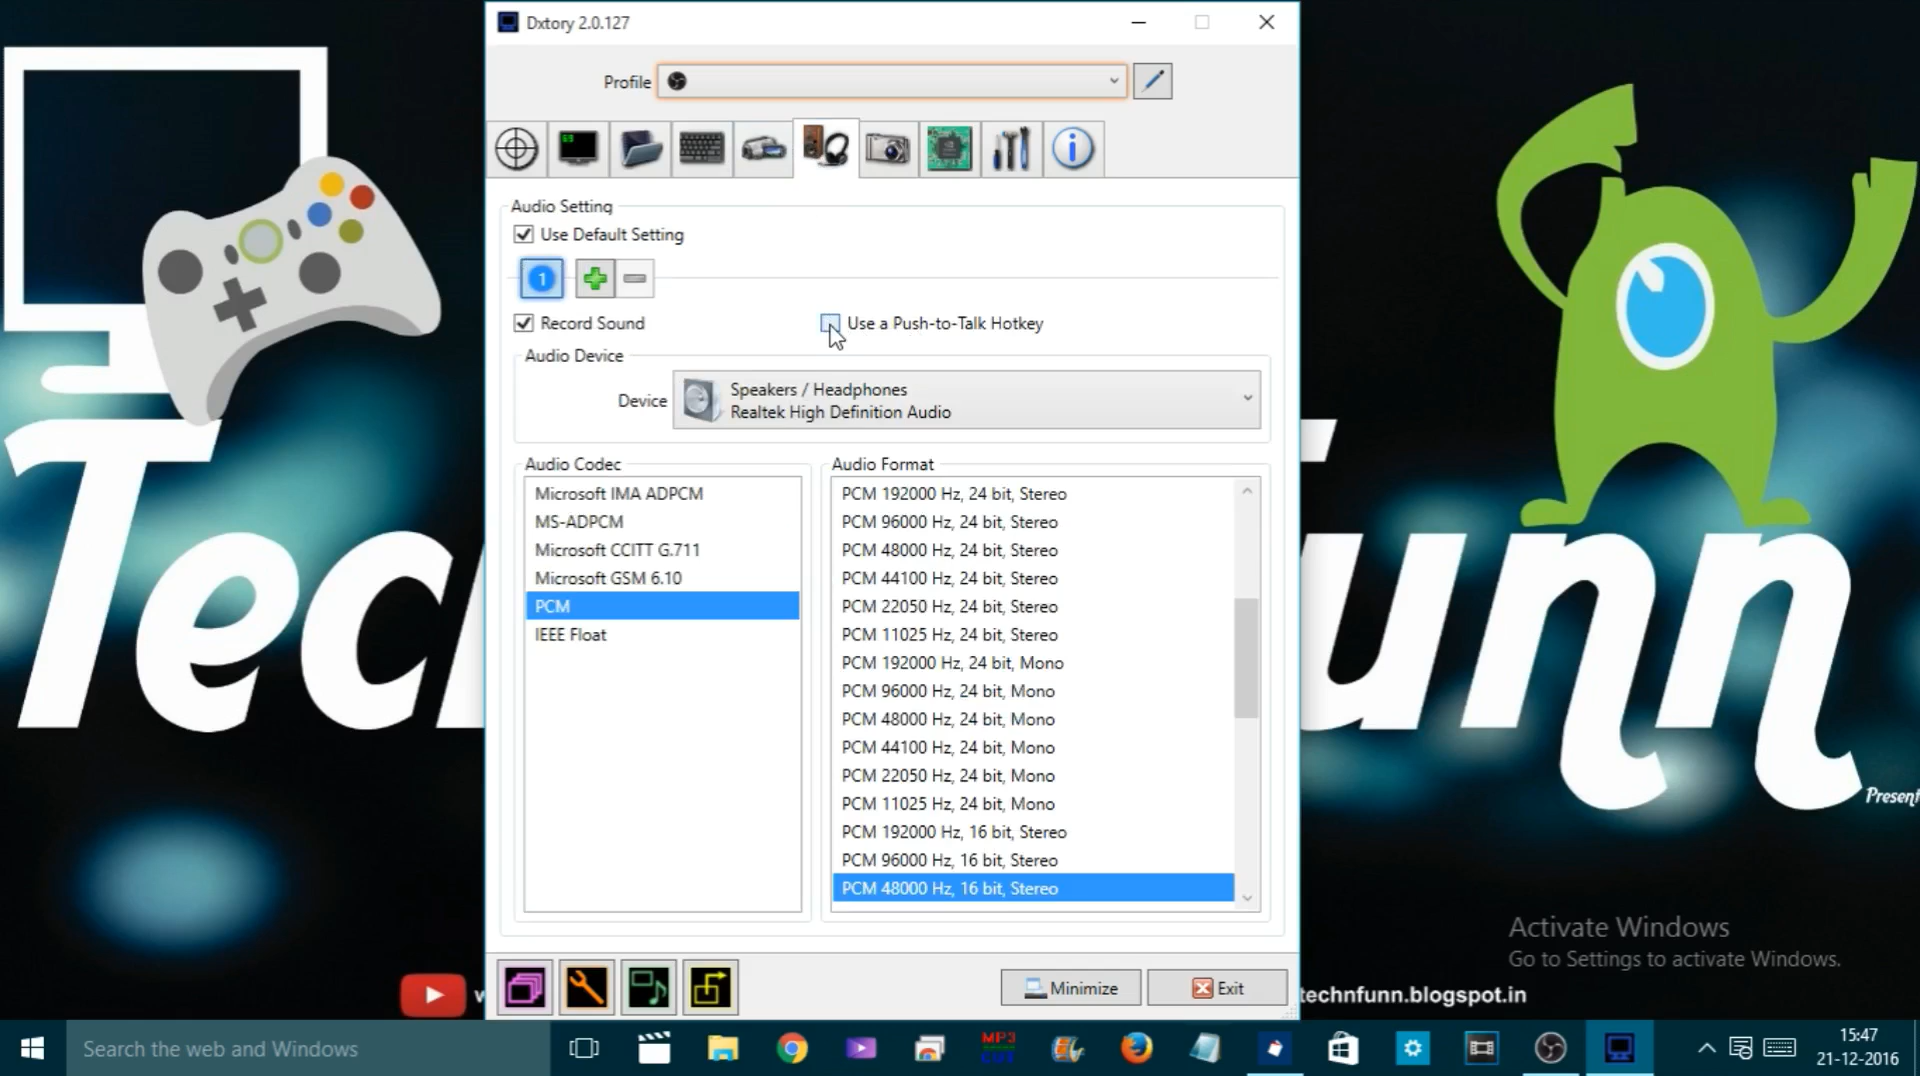 Dxtory 2.0.127
Profile
Audio Setting
Use Default Setting
1
Record Sound
Use a Push-to-Talk Hotkey
Audio Device
Device
Speakers / Headphones
Realtek High Definition Audio
Audio Codec
Microsoft IMA ADPCM
MS-ADPCM
Microsoft CCITT G.711
Microsoft GSM 6.10
PCM
IEEE Float
Audio Format
PCM 192000 Hz, 24 bit, Stereo
PCM 96000 Hz, 24 bit, Stereo
PCM 48000 Hz, 24 bit, Stereo
PCM 44100 Hz, 24 bit, Stereo
PCM 22050 Hz, 24 bit, Stereo
PCM 11025 Hz, 24 bit, Stereo
PCM 192000 Hz, 24 bit, Mono
PCM 96000 Hz, 24 bit, Mono
PCM 48000 Hz, 24 bit, Mono
PCM 44100 Hz, 24 bit, Mono
PCM 22050 Hz, 24 bit, Mono
PCM 11025 Hz, 24 bit, Mono
PCM 192000 Hz, 16 bit, Stereo
PCM 96000 Hz, 16 bit, Stereo
PCM 48000 Hz, 16 bit, Stereo
Minimize
Exit
Tec
unn
Present
Activate Windows
Go to Settings to activate Windows.
w
technfunn.blogspot.in
Search the web and Windows
MP3
15:47
21-12-2016